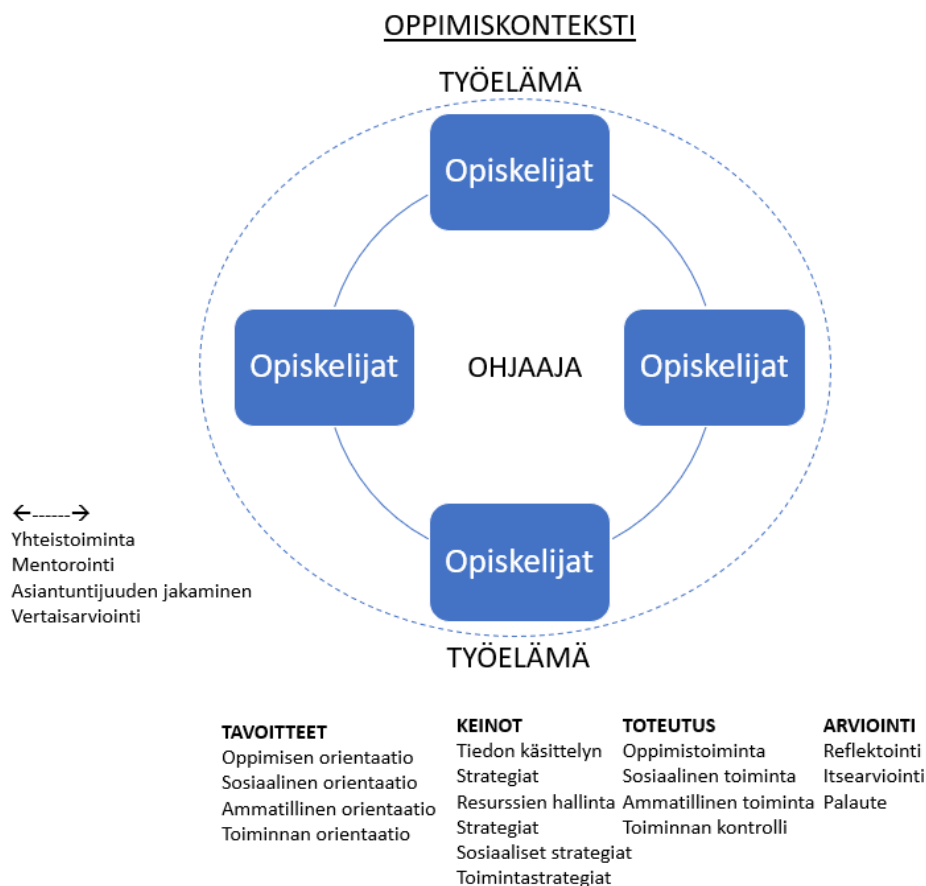 OPPIMISKONTEKSTI
TYÖELÄMÄ
Opiskelijat
Opiskelijat
OHJAAJA
Opiskelijat
Opiskelijat
TYÖELÄMÄ
←------→
Yhteistoiminta
Mentorointi
Asiantuntijuuden jakaminen
Vertaisarviointi
TAVOITTEET
Oppimisen orientaatio
Sosiaalinen orientaatio
Ammatillinen orientaatio
Toiminnan orientaatio
KEINOT
Tiedon käsittelyn
Strategiat
Resurssien hallinta
Strategiat
Sosiaaliset strategiat
Toimintastrategiat
TOTEUTUS
Oppimistoiminta
Sosiaalinen toiminta
Ammatillinen toiminta
Toiminnan kontrolli
ARVIOINTI
Reflektointi
Itsearviointi
Palaute